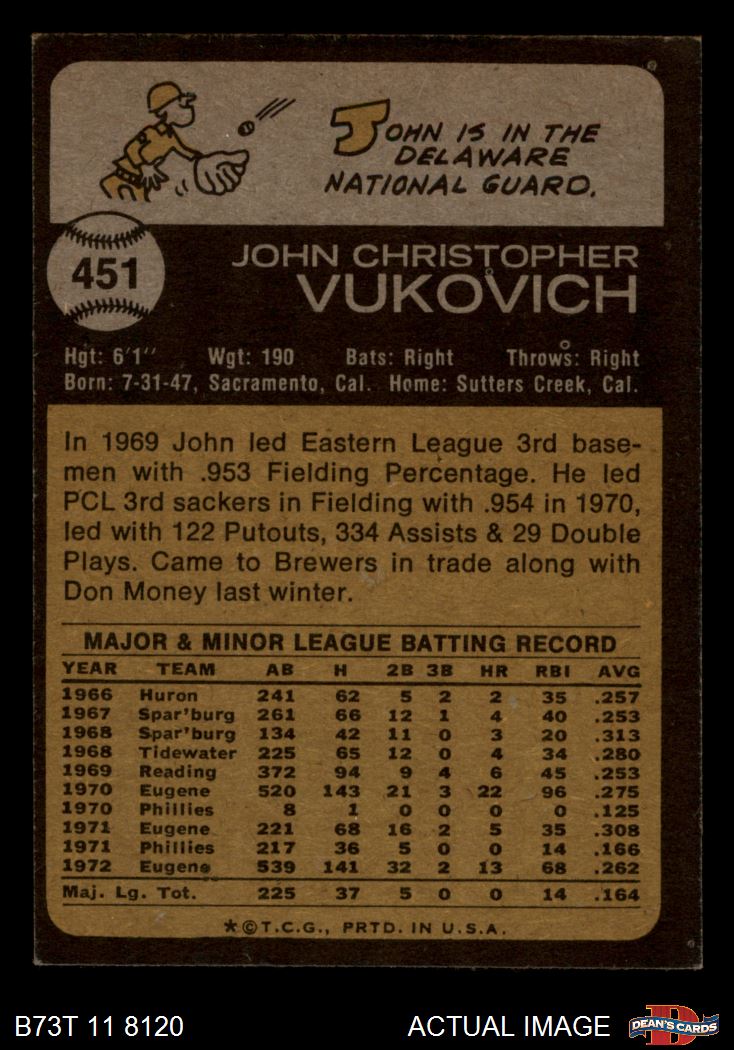 JOHN IS IN THE
DELAWARE
NATIONAL GUARD.
451
JOHN CHRISTOPHER
VUKOVICH
Hgt: 6'1" Wgt: 190 Bats: Right Throws: Right
Born: 7-31-47, Sacramento, Cal. Home: Sutters Creek, Cal.
In 1969 John led Eastern League 3rd base-
men with .953 Fielding Percentage. He led
PCL 3rd sackers in Fielding with .954 in 1970,
led with 122 Putouts, 334 Assists & 29 Double
Plays. Came to Brewers in trade along with
Don Money last winter.
MAJOR & MINOR LEAGUE BATTING RECORD
YEAR TEAM AB H 2B 3B HR RBI AVG
1966 Huron 241 62 5 2 2 35 .257
1967 Spar'burg 261 66 12 1 4 40 .253
1968 Spar'burg 134 42 11 0 3 20 .313
1968 Tidewater 225 65 12 0 4 34 .280
1969 Reading 372 94 9 4 6 45 .253
1970 Eugene 520 143 21 3 22 96 .275
1970 Phillies 8 1 0 0 0 0 .125
1971 Eugene 221 68 16 2 5 35 .308
1971 Phillies 217 36 5 0 0 14 .166
1972 Eugene 539 141 32 2 13 68 .262
Maj. Lg. Tot. 225 37 5 0 0 14 .164
★©T.C.G., PRTD. IN U.S.A.
B73T 11 8120 ACTUAL IMAGE
D
DEAN'S CARDS